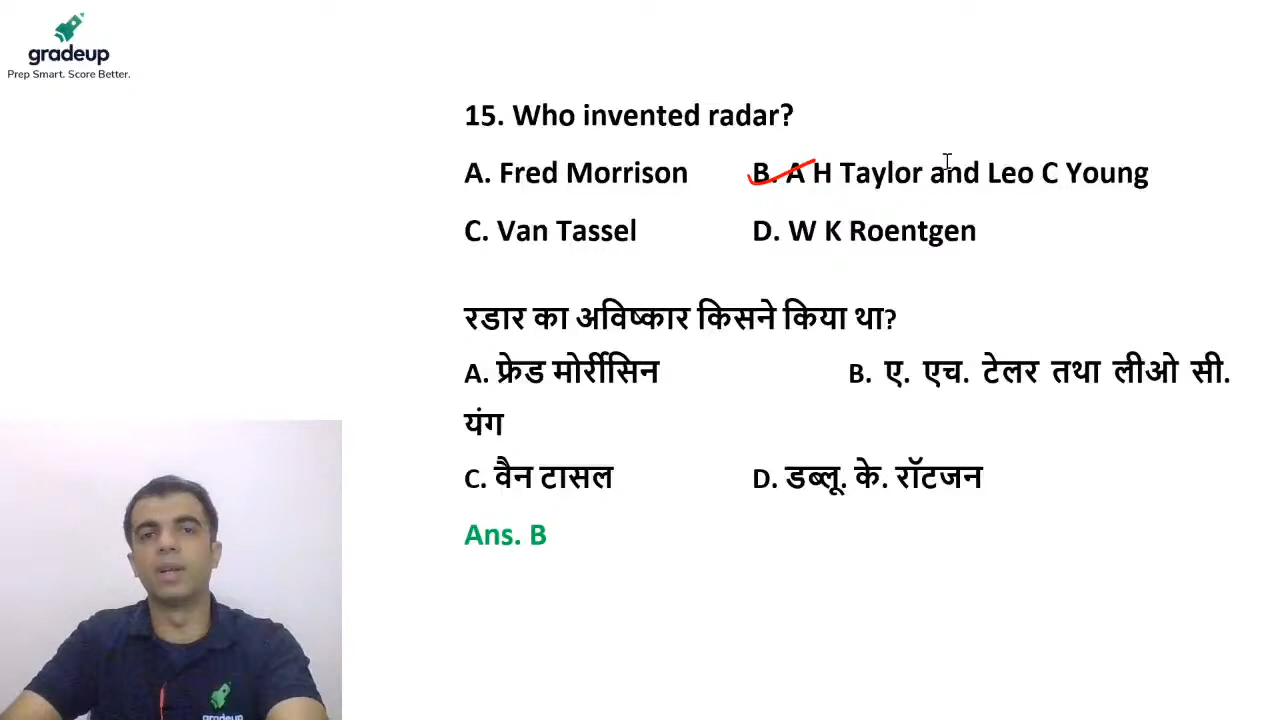 gradeup
Prep Smart. Score Better.
15. Who invented radar?
A. Fred Morrison B. A H Taylor and Leo C Young
C. Van Tassel D. W K Roentgen
रडार का अविष्कार किसने किया था?
A. फ्रेड मोर्रीसिन B. ए. एच. टेलर तथा लीओ सी.
यंग
C. वैन टासल D. डब्लू. के. रॉटजन
Ans. B
gradeup